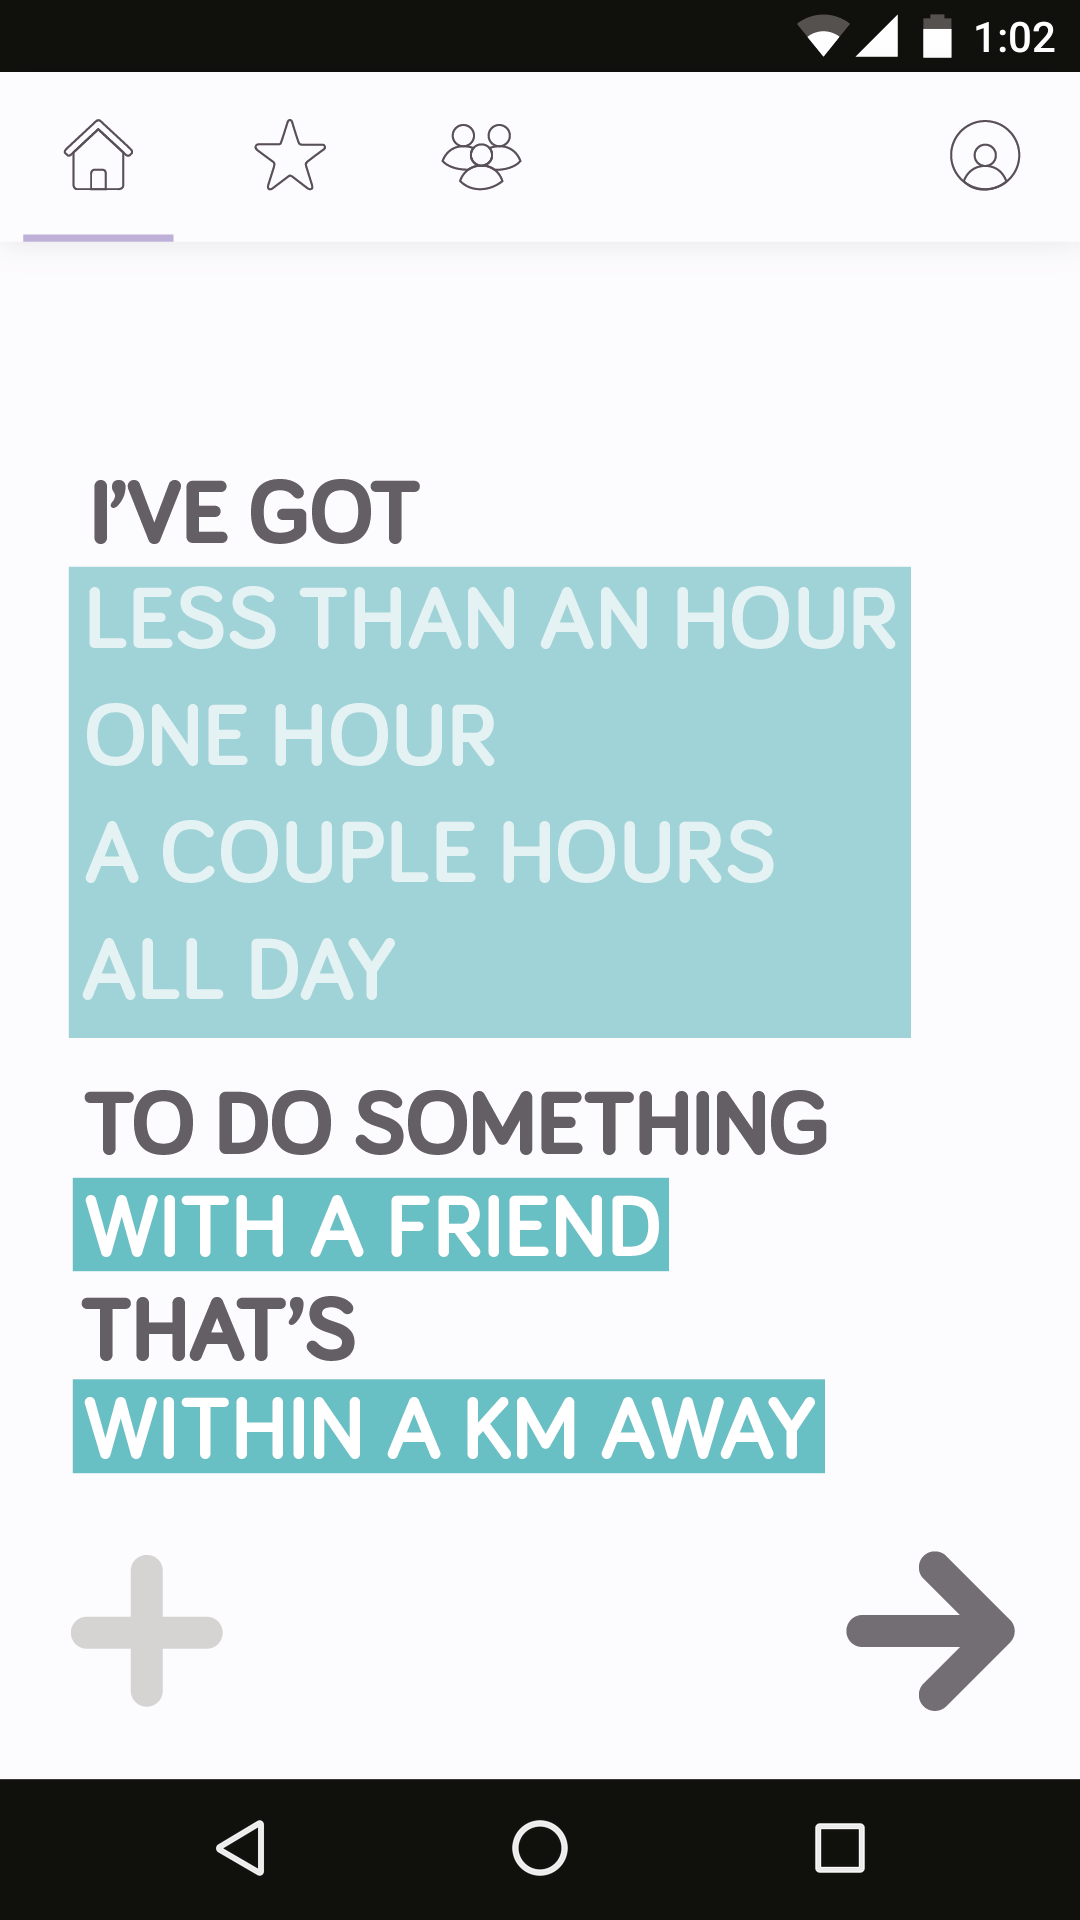 1:02
I'VE GOT
LESS THAN AN HOUR
ONE HOUR
A COUPLE HOURS
ALL DAY
TO DO SOMETHING
WITH A FRIEND
THAT'S
WITHIN A KM AWAY